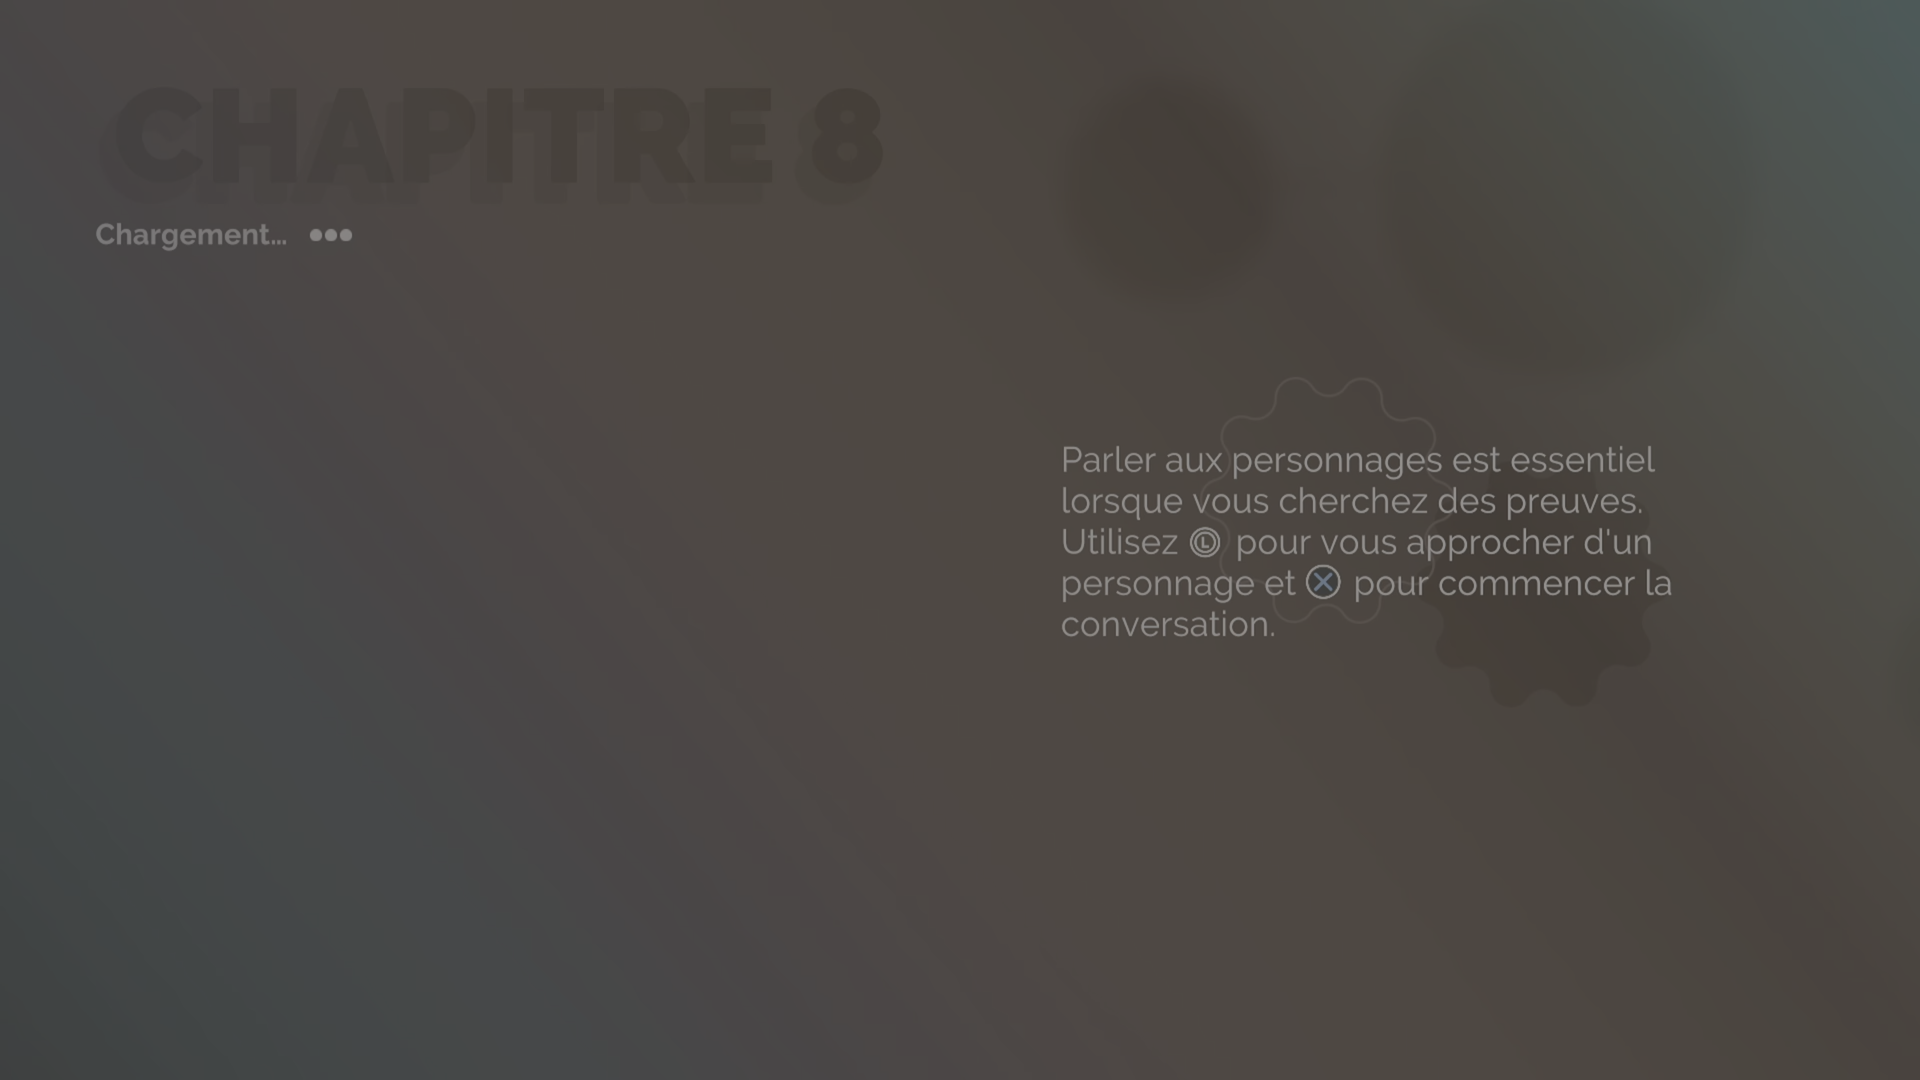 CHAPITRE 8
Chargement...
Parler aux personnages est essentiel
lorsque vous cherchez des preuves.
Utilisez Ⓛ pour vous approcher d'un
personnage et ⓧ pour commencer la
conversation.